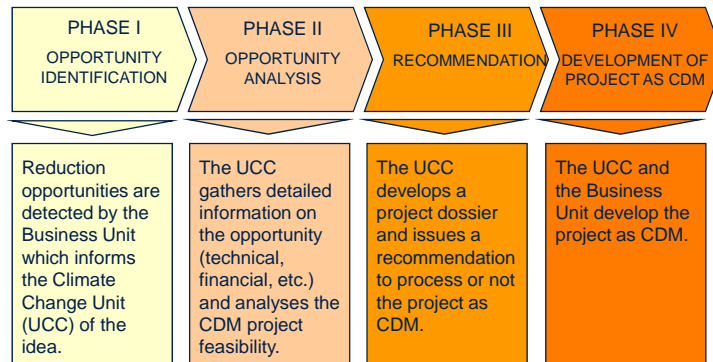 PHASE I
OPPORTUNITY
IDENTIFICATION
PHASE II
OPPORTUNITY
ANALYSIS
PHASE III
RECOMMENDATION
PHASE IV
DEVELOPMENT OF
PROJECT AS CDM
Reduction
opportunities are
detected by the
Business Unit
which informs
the Climate
Change Unit
(UCC) of the
idea.
The UCC
gathers detailed
information on
the opportunity
(technical,
financial, etc.)
and analyses the
CDM project
feasibility.
The UCC
develops a
project dossier
and issues a
recommendation
to process or not
the project as
CDM.
The UCC and
the Business
Unit develop the
project as CDM.